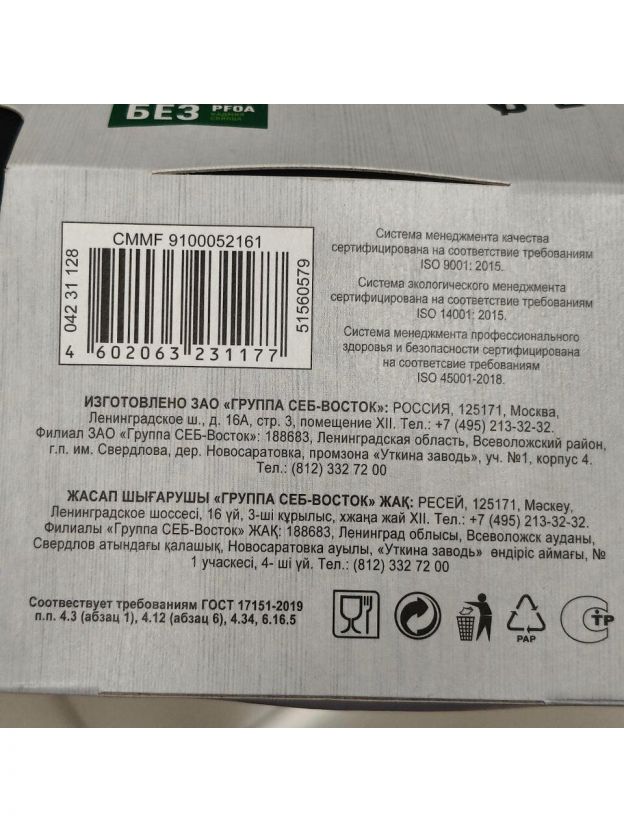 БЕЗ PFOA
КАДМИЯ
СВИНЦА
CMMF 9100052161
4 042 31 128
51560579
4 602063 231177
Система менеджмента качества
сертифицирована на соответствие требованиям
ISO 9001: 2015.
Система экологического менеджмента
сертифицирована на соответствие требованиям
ISO 14001: 2015.
Система менеджмента профессионального
здоровья и безопасности сертифицирована
на соответсвие требованиям
ISO 45001-2018.
ИЗГОТОВЛЕНО ЗАО «ГРУППА СЕБ-ВОСТОК»: РОССИЯ, 125171, Москва,
Ленинградское ш., д. 16А, стр. 3, помещение XII. Тел.: +7 (495) 213-32-32.
Филиал ЗАО «Группа СЕБ-Восток»: 188683, Ленинградская область, Всеволожский район,
г.п. им. Свердлова, дер. Новосаратовка, промзона «Уткина заводь», уч. №1, корпус 4.
Тел.: (812) 332 72 00
ЖАСАП ШЫҒАРУШЫ «ГРУППА СЕБ-ВОСТОК» ЖАҚ: РЕСЕЙ, 125171, Мәскеу,
Ленинградское шоссесі, 16 үй, 3-ші құрылыс, хжаңа жай XII. Тел.: +7 (495) 213-32-32.
Филиалы «Группа СЕБ-Восток» ЖАҚ: 188683, Ленинград облысы, Всеволожск ауданы,
Свердлов атындағы қалашық, Новосаратовка ауылы, «Уткина заводь» өндіріс аймағы, №
1 учаскесі, 4- ші үй. Тел.: (812) 332 72 00
Соотвествует требованиям ГОСТ 17151-2019
п.п. 4.3 (абзац 1), 4.12 (абзац 6), 4.34, 6.16.5
PAP
СТР